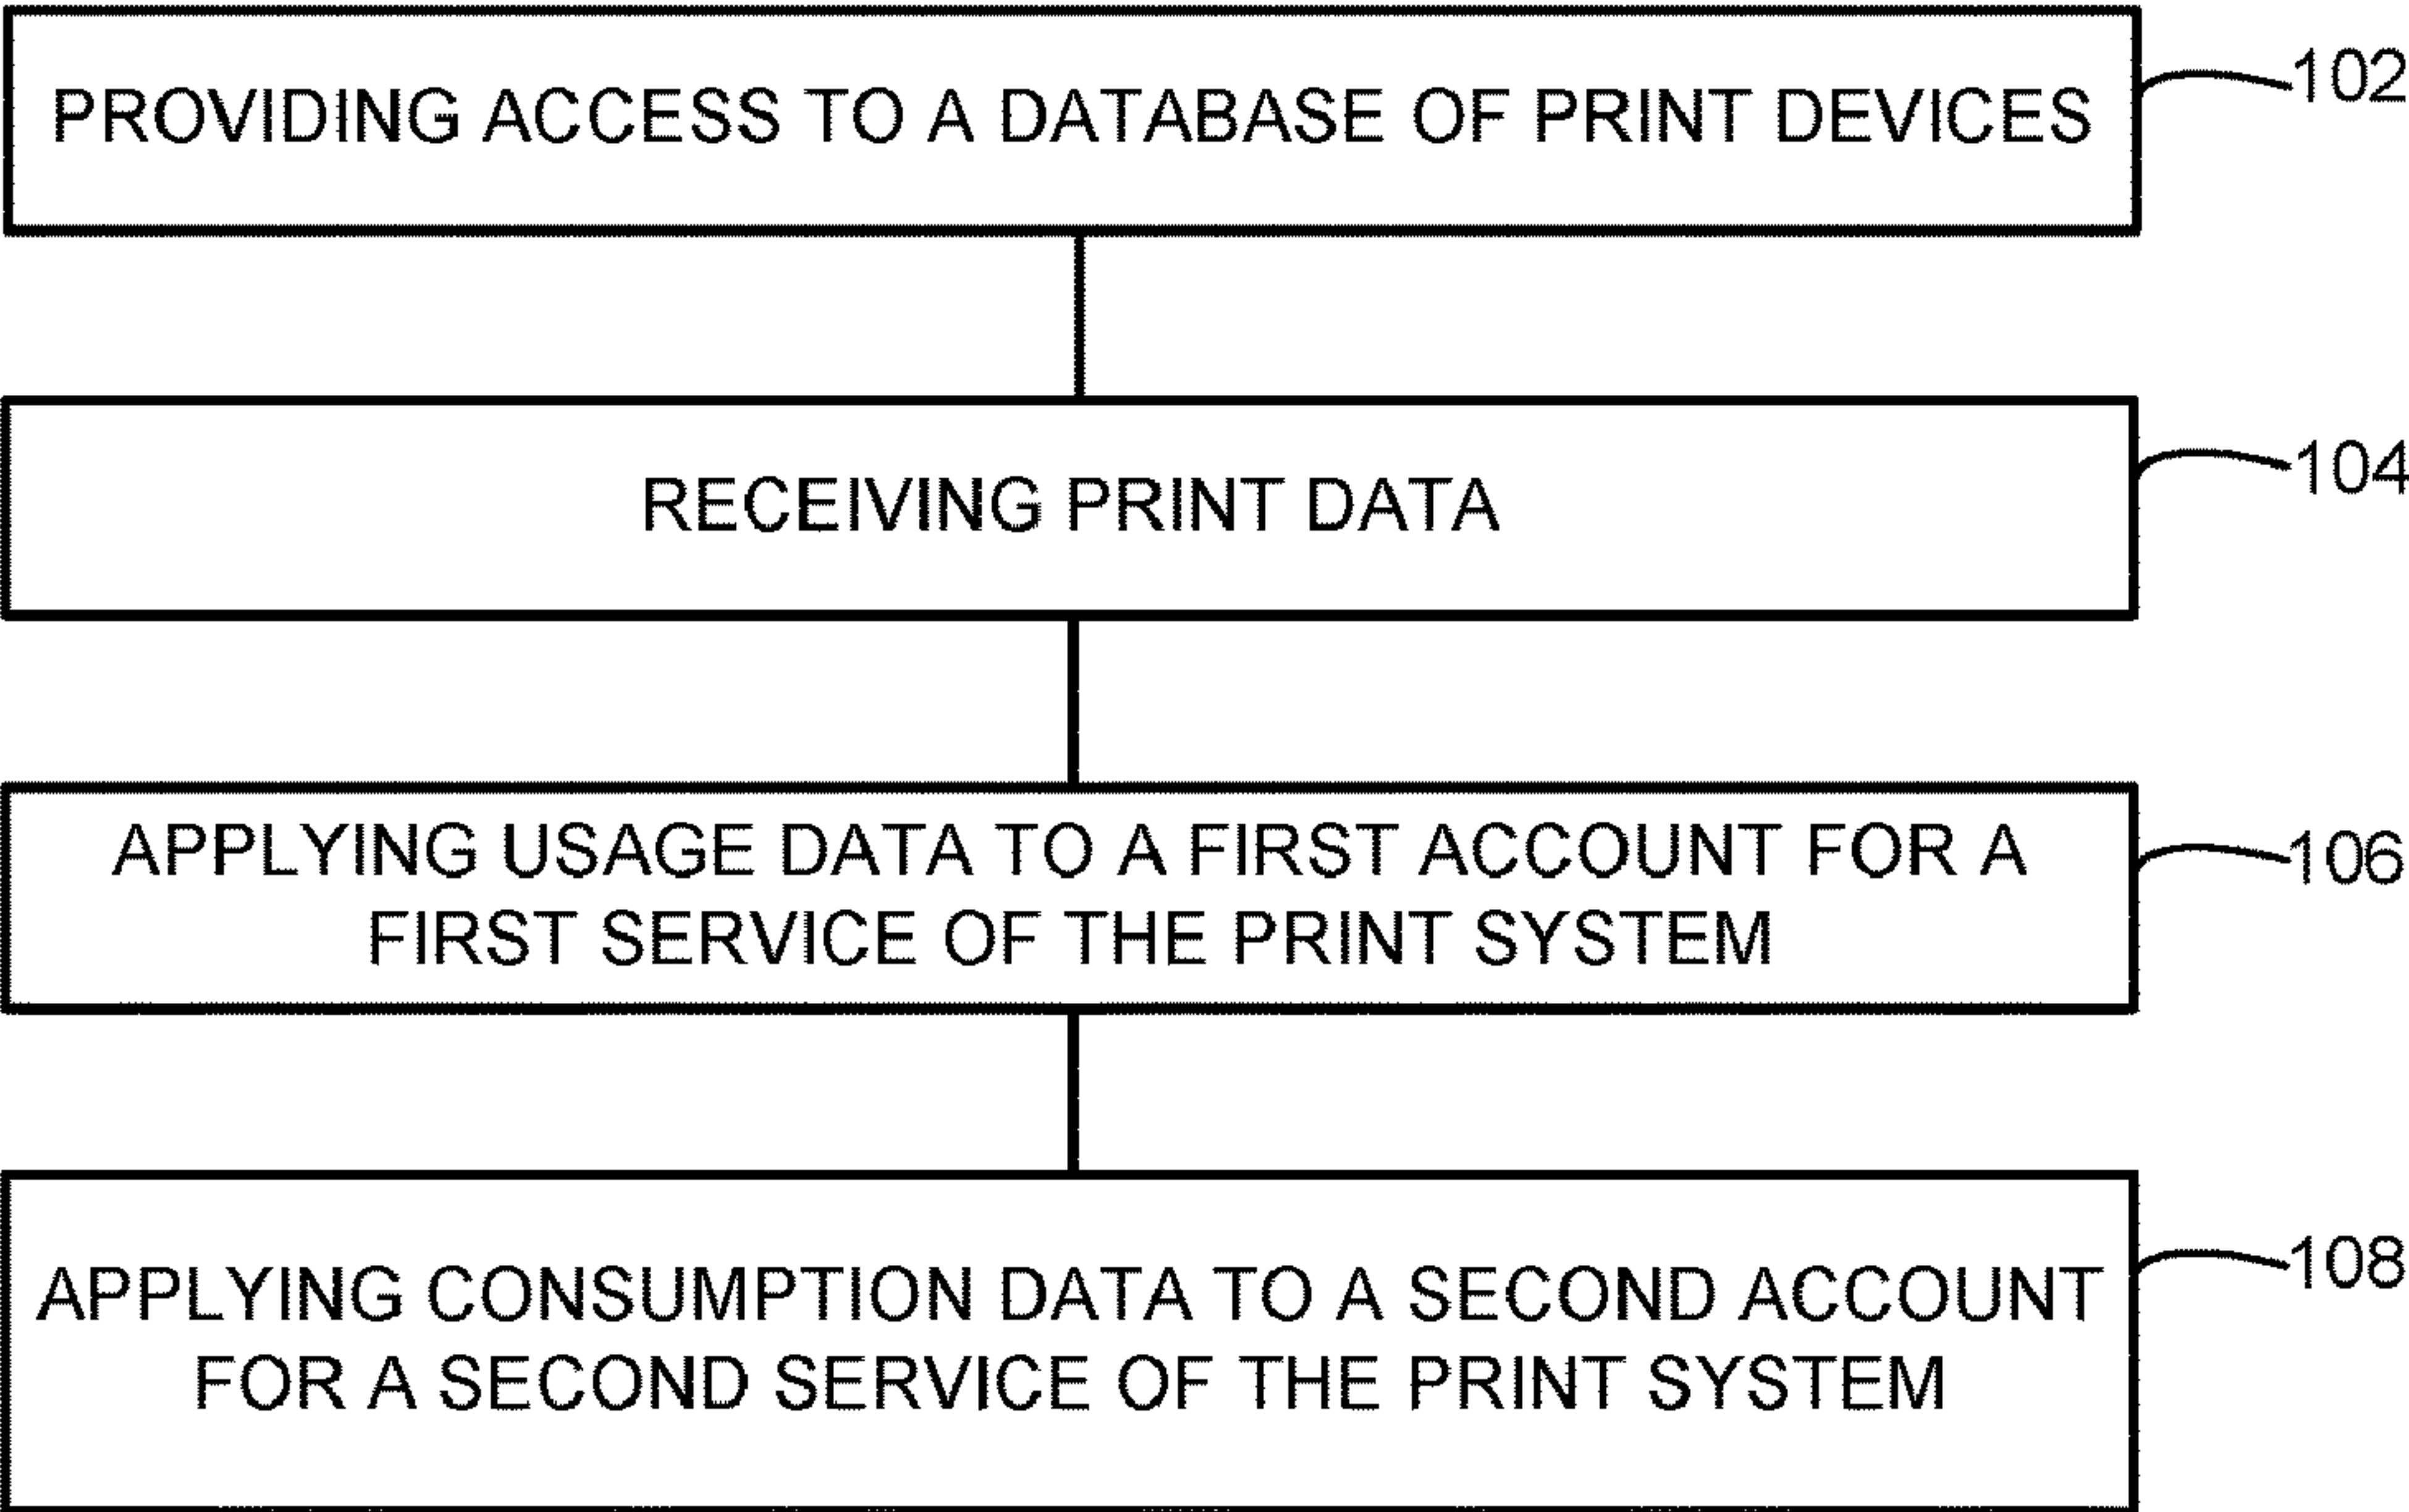 PROVIDING ACCESS TO A DATABASE OF PRINT DEVICES
102
RECEIVING PRINT DATA
104
APPLYING USAGE DATA TO A FIRST ACCOUNT FOR A
FIRST SERVICE OF THE PRINT SYSTEM
106
APPLYING CONSUMPTION DATA TO A SECOND ACCOUNT
FOR A SECOND SERVICE OF THE PRINT SYSTEM
108